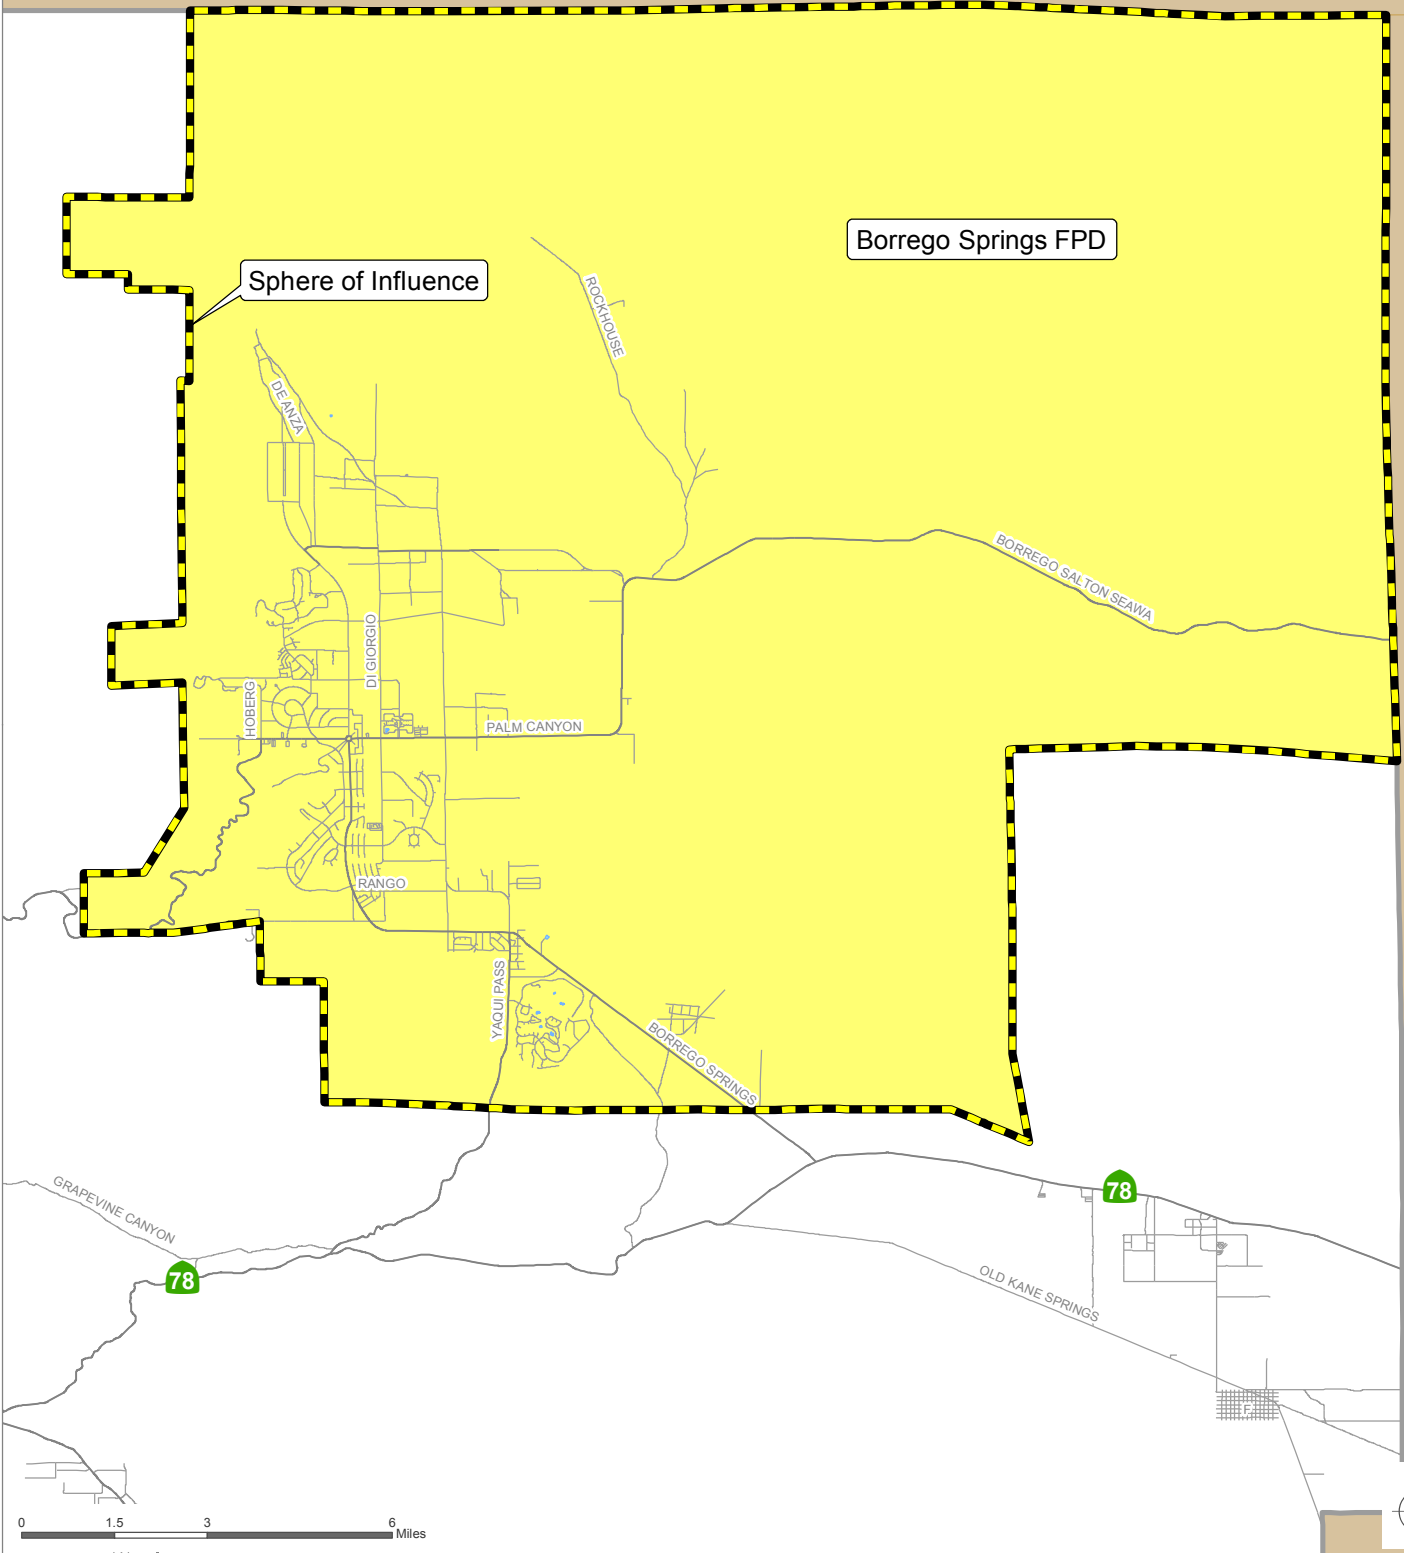 Borrego Springs FPD
Sphere of Influence
ROCKHOUSE
DE ANZA
BORREGO SALTON SEAWA
DI GIORGIO
HOBERG
PALM CANYON
RANGO
YAQUI PASS
BORREGO SPRINGS
GRAPEVINE CANYON
78
78
OLD KANE SPRINGS
F
0 1.5 3 6
Miles